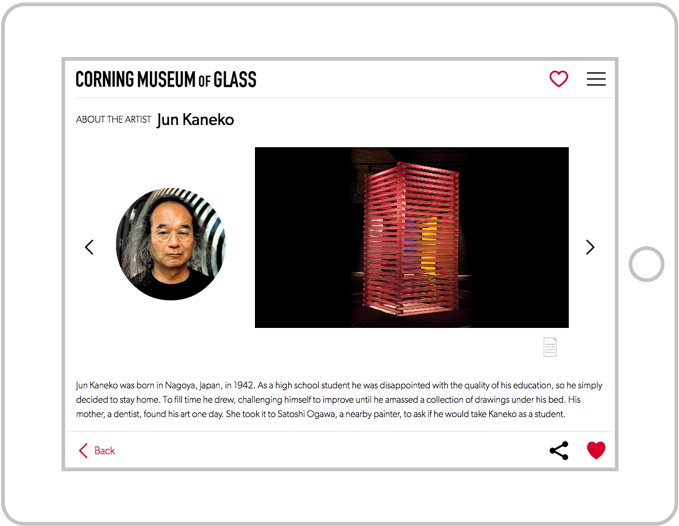 CORNING MUSEUM OF GLASS
ABOUT THE ARTIST Jun Kaneko
Jun Kaneko was born in Nagoya, Japan, in 1942. As a high school student he was disappointed with the quality of his education, so he simply
decided to stay home. To fill time he drew, challenging himself to improve until he amassed a collection of drawings under his bed. His
mother, a dentist, found his art one day. She took it to Satoshi Ogawa, a nearby painter, to ask if he would take Kaneko as a student.
Back